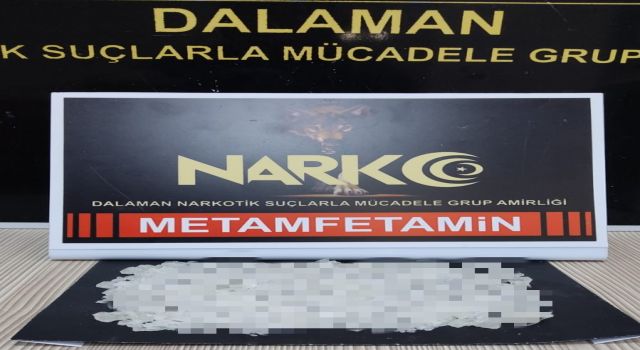 DALAMAN
K SUÇLARLA MÜCADELE GRUP
NARKO
DALAMAN NARKOTİK SUÇLARLA MÜCADELE GRUP AMİRLİĞİ
METAMFETAMİN